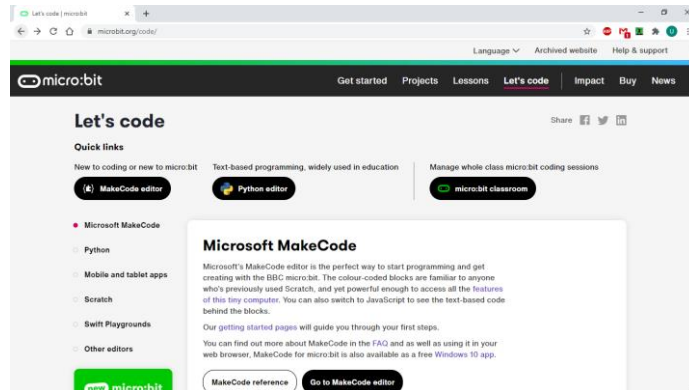 Let's code | microbit
microbit.org/code/
Language Archived website Help & support
micro:bit Get started Projects Lessons Let's code Impact Buy News
Let's code
Share
Quick links
New to coding or new to micro:bit Text-based programming, widely used in education Manage whole class micro:bit coding sessions
MakeCode editor Python editor micro:bit classroom
Microsoft MakeCode
Python
Mobile and tablet apps
Scratch
Swift Playgrounds
Other editors
new micro:bit
Microsoft MakeCode
Microsoft's MakeCode editor is the perfect way to start programming and get
creating with the BBC micro:bit. The colour-coded blocks are familiar to anyone
who's previously used Scratch, and yet powerful enough to access all the features
of this tiny computer. You can also switch to JavaScript to see the text-based code
behind the blocks.
Our getting started pages will guide you through your first steps.
You can find out more about MakeCode in the FAQ and as well as using it in your
web browser, MakeCode for micro:bit is also available as a free Windows 10 app.
MakeCode reference Go to MakeCode editor